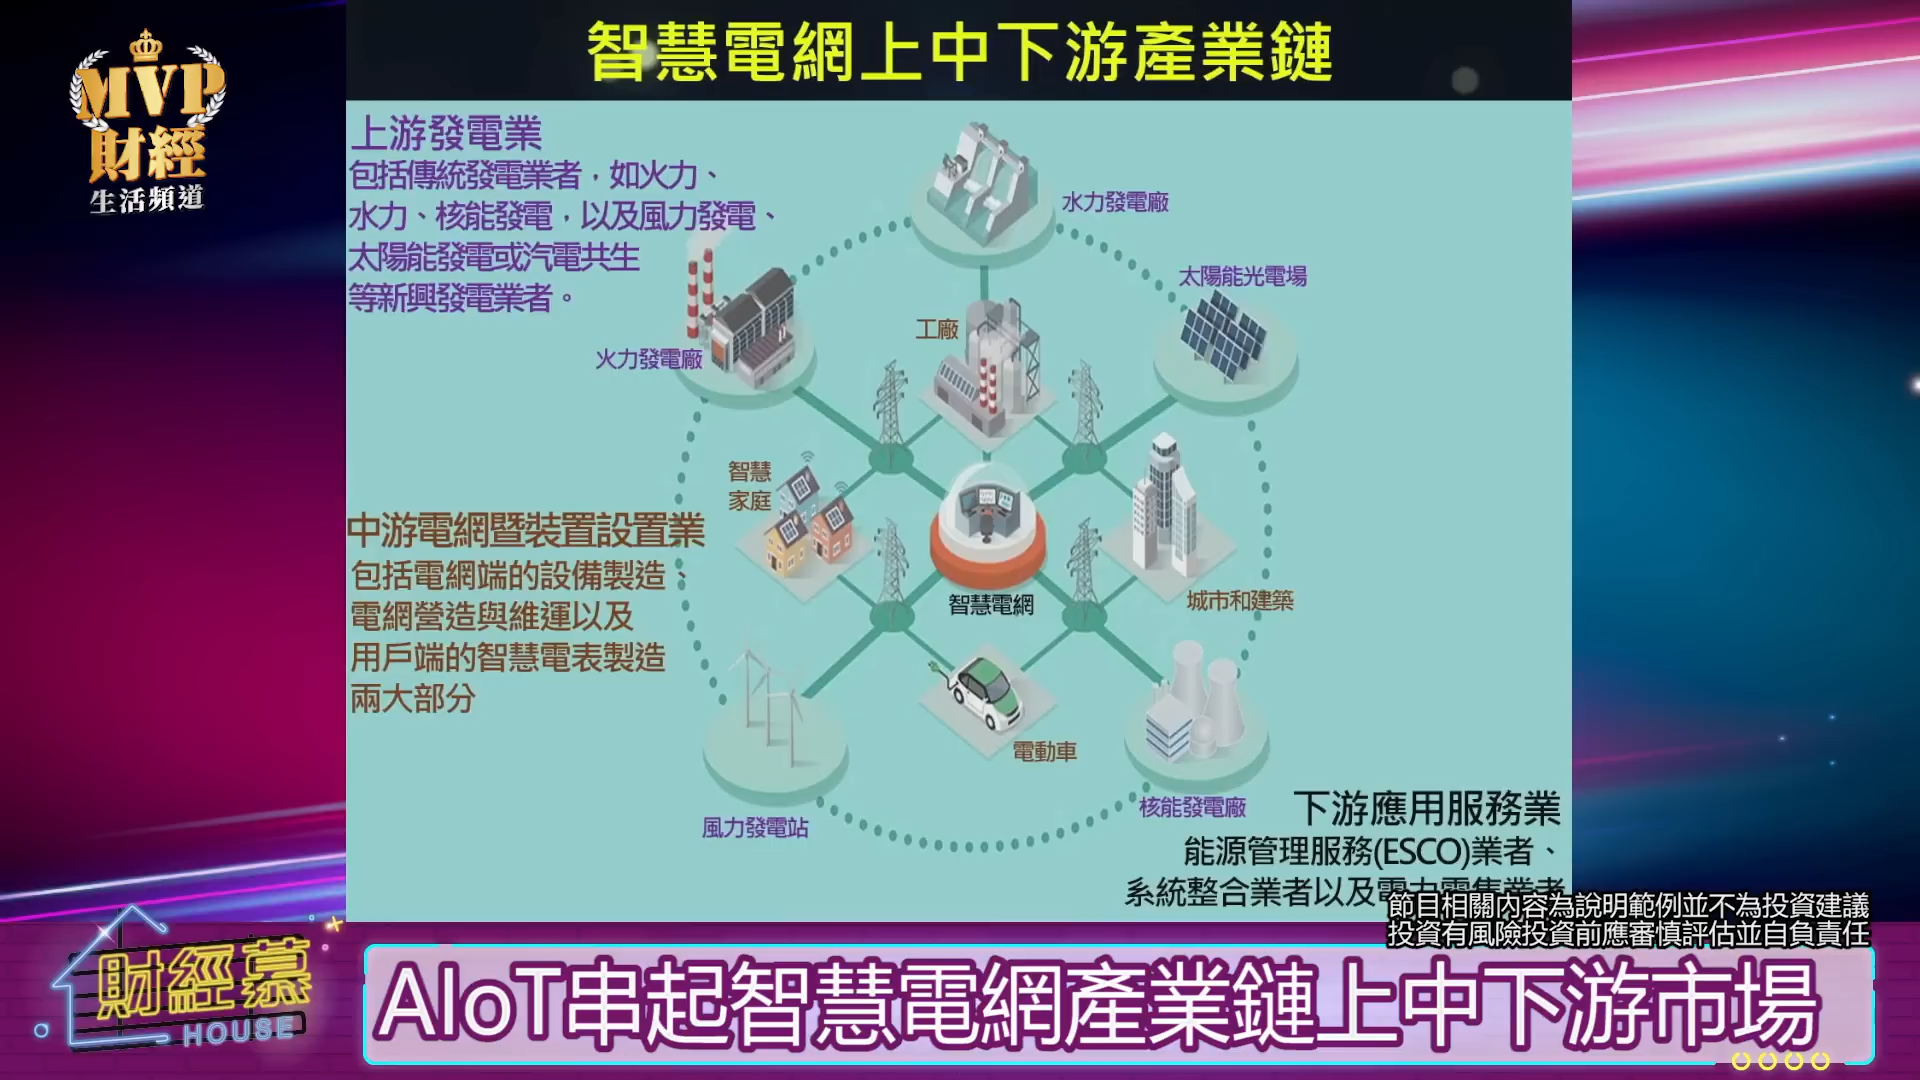 智慧電網上中下游產業鏈
MVP
財經
生活頻道
上游發電業
包括傳統發電業者，如火力、
水力、核能發電，以及風力發電、
太陽能發電或汽電共生
等新興發電業者。
水力發電廠
太陽能光電場
工廠
火力發電廠
智慧
家庭
中游電網暨裝置設置業
包括電網端的設備製造、
電網營造與維運以及
用戶端的智慧電表製造
兩大部分
智慧電網
城市和建築
電動車
核能發電廠
風力發電站
下游應用服務業
能源管理服務(ESCO)業者、
系統整合業者以及電力零售業者
節目相關內容為說明範例並不為投資建議
投資有風險投資前應審慎評估並自負責任
財經慕
HOUSE
AIoT串起智慧電網產業鏈上中下游市場